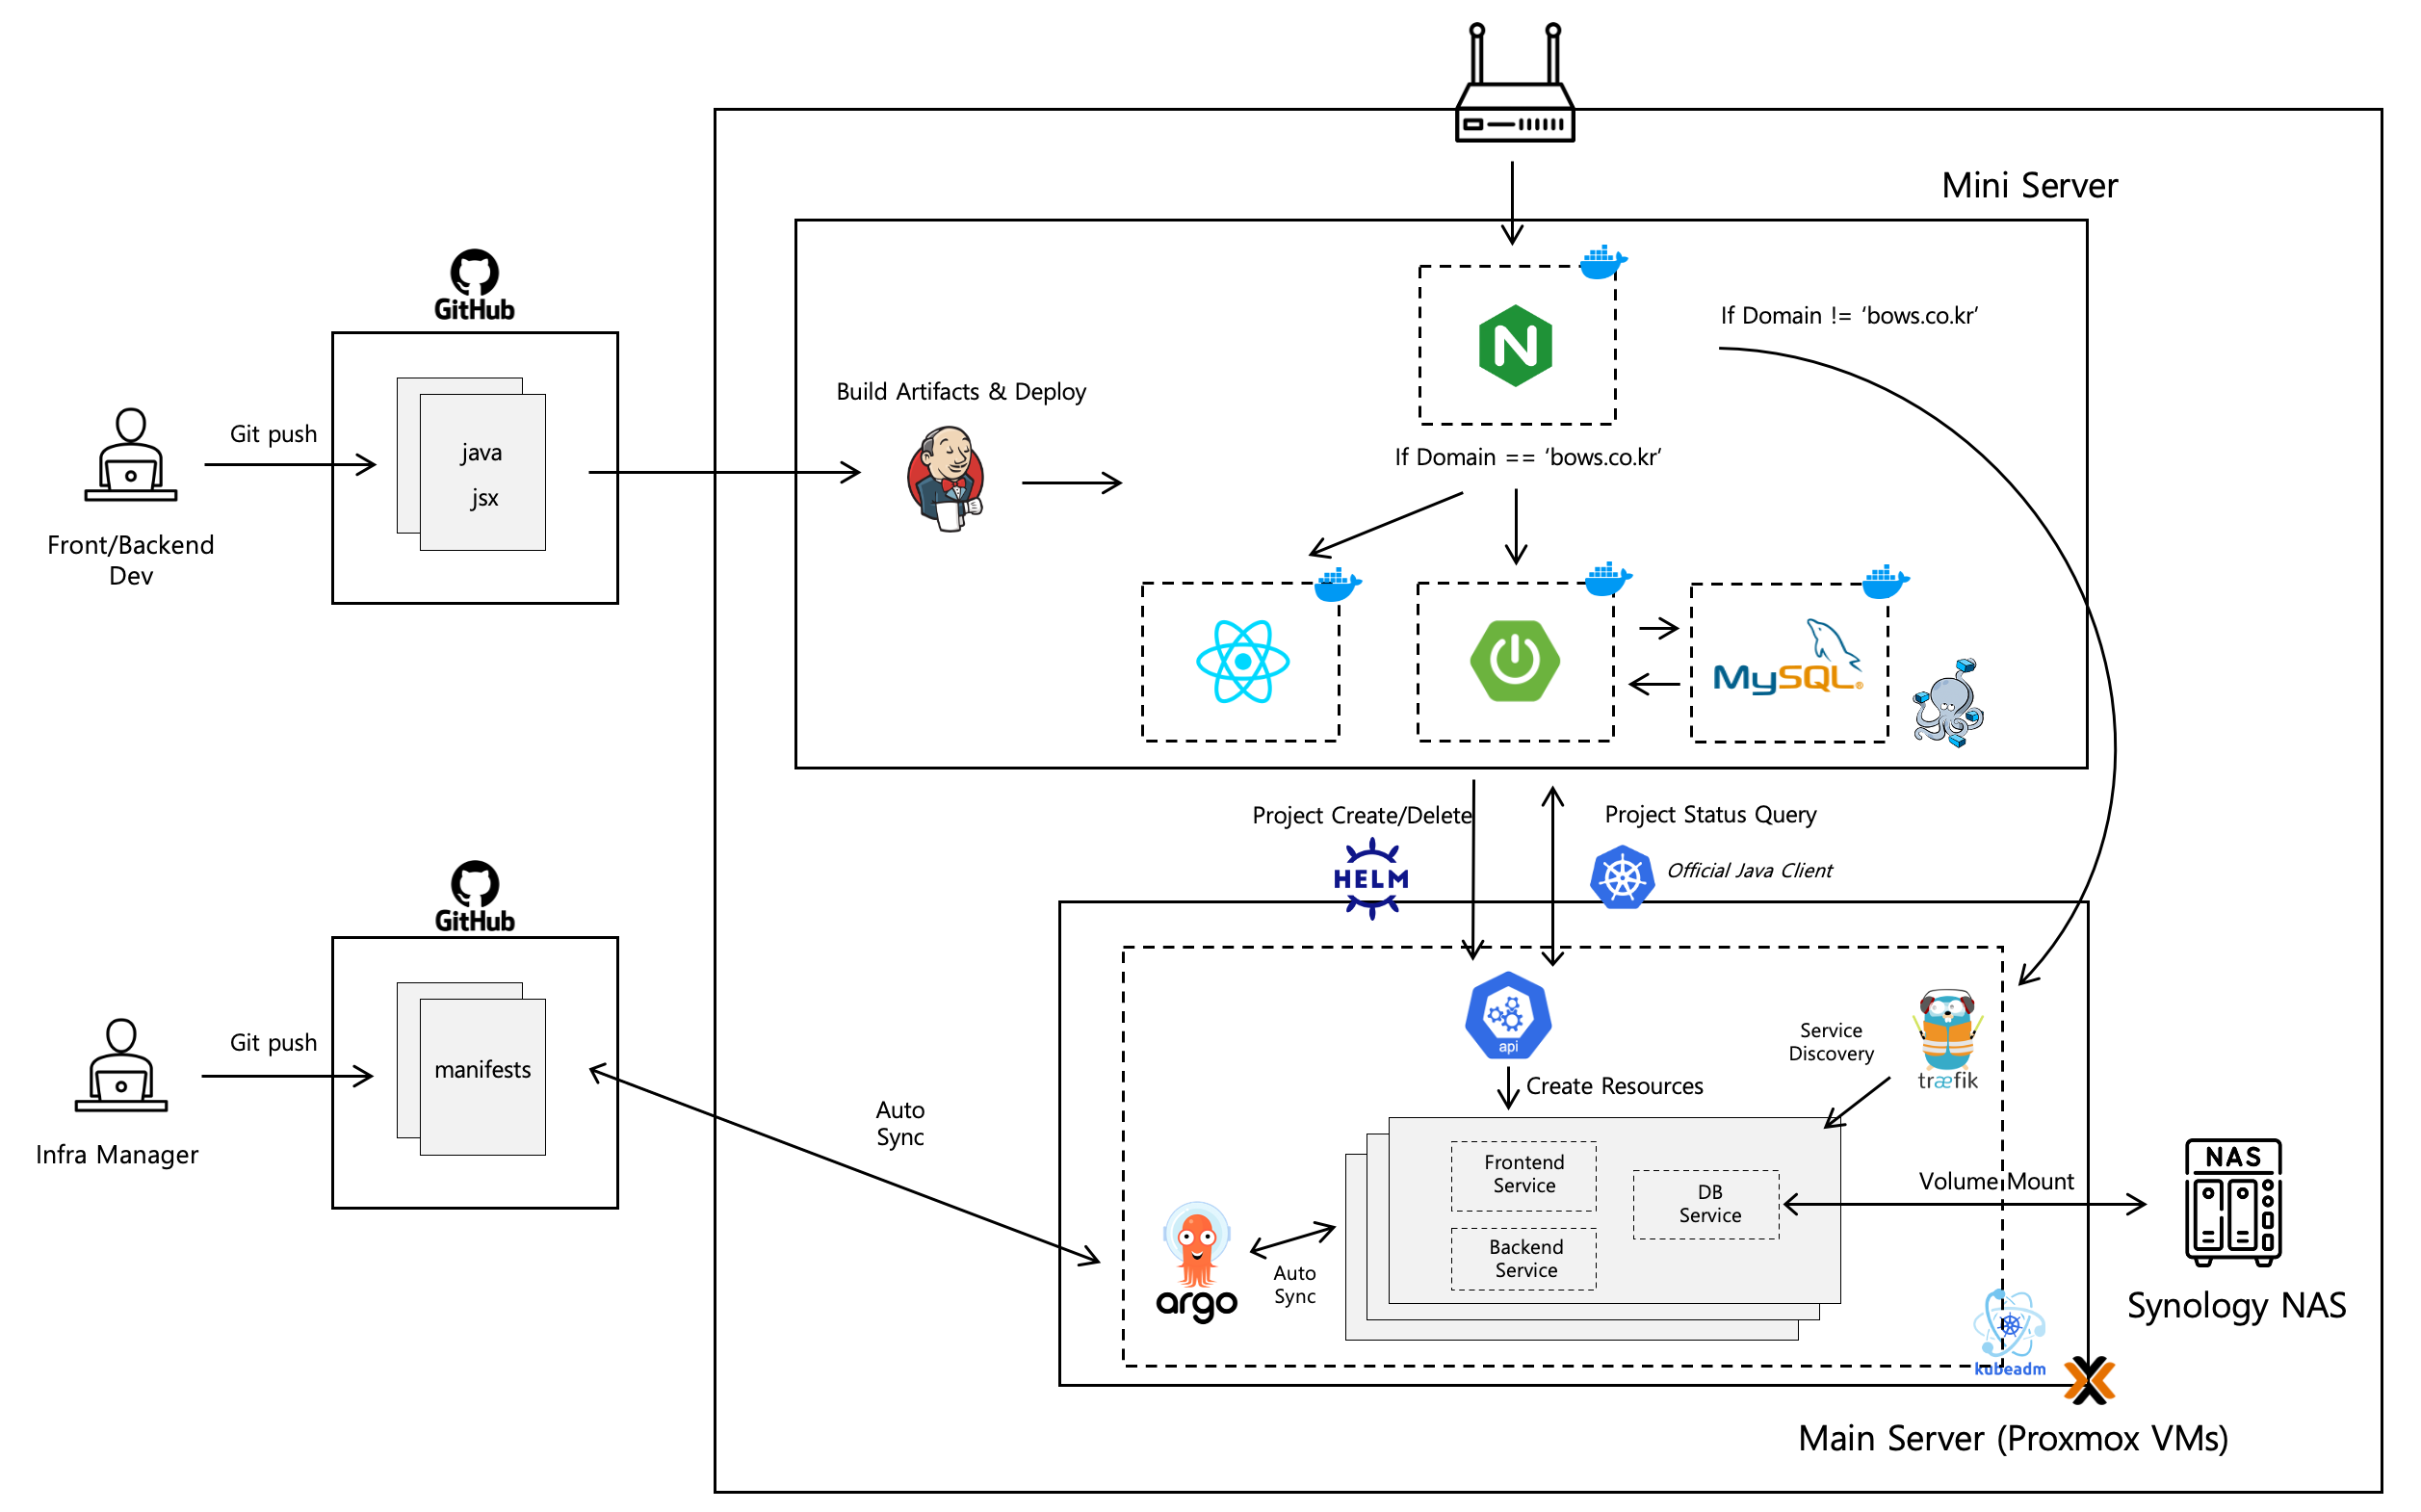 Mini Server
GitHub
If Domain != ‘bows.co.kr‘
Build Artifacts & Deploy
Git push
java
jsx
If Domain == ‘bows.co.kr‘
Front/Backend
Dev
MySQL®
Project Create/Delete
Project Status Query
HELM
Official Java Client
GitHub
Git push
manifests
Infra Manager
Auto
Sync
api
Create Resources
Service
Discovery
træfik
Frontend
Service
DB
Service
Backend
Service
Volume Mount
NAS
argo
Auto
Sync
Synology NAS
kubeadm
Main Server (Proxmox VMs)